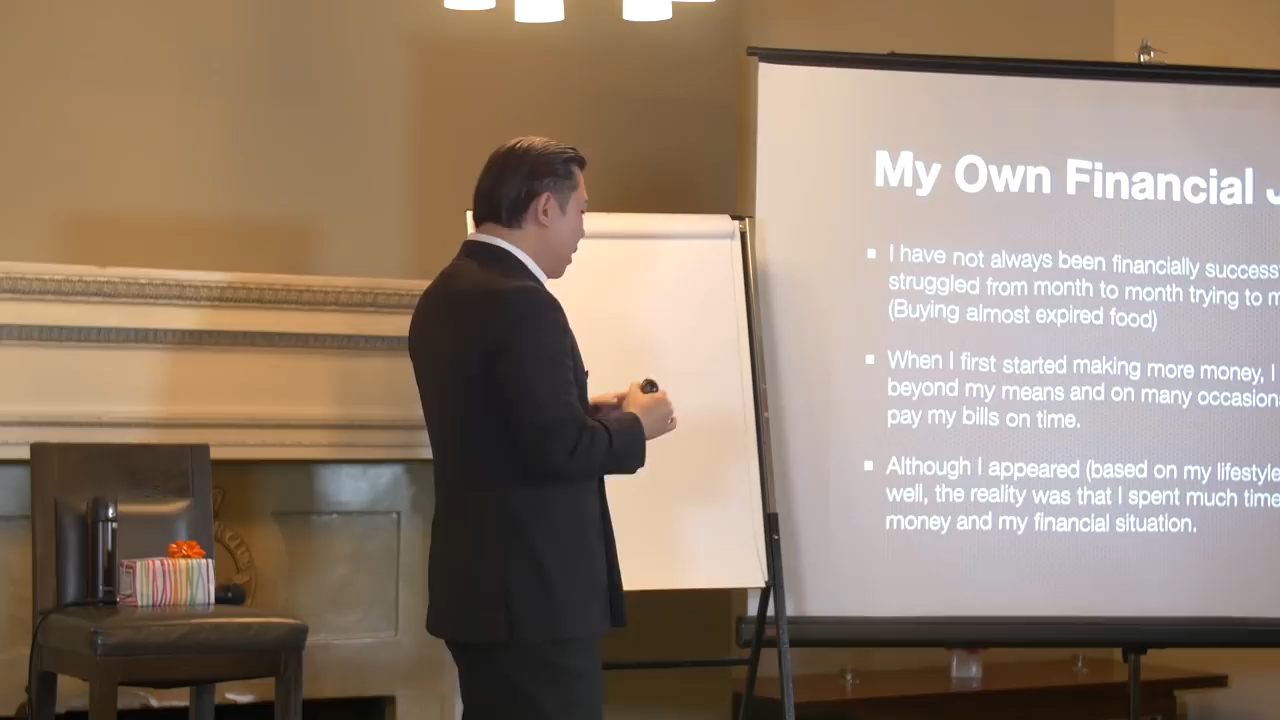 My Own Financial
I have not always been financially
struggled from month to month trying to
(Buying almost expired food)
When I first started making more money, I
beyond my means and on many
pay my bills on time.
Although I appeared (based on my lifestyle
well, the reality was that I spent much time
money and my financial situation.